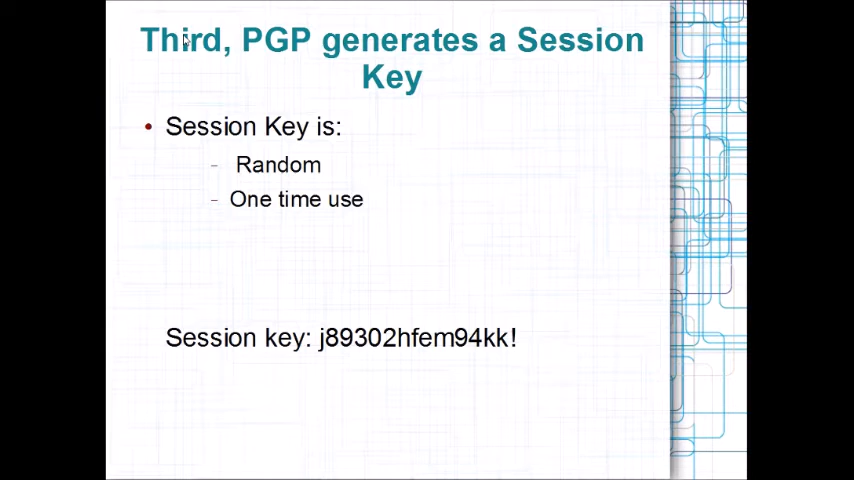 Third, PGP generates a Session
Key
• Session Key is:
– Random
– One time use
Session key: j89302hfem94kk!